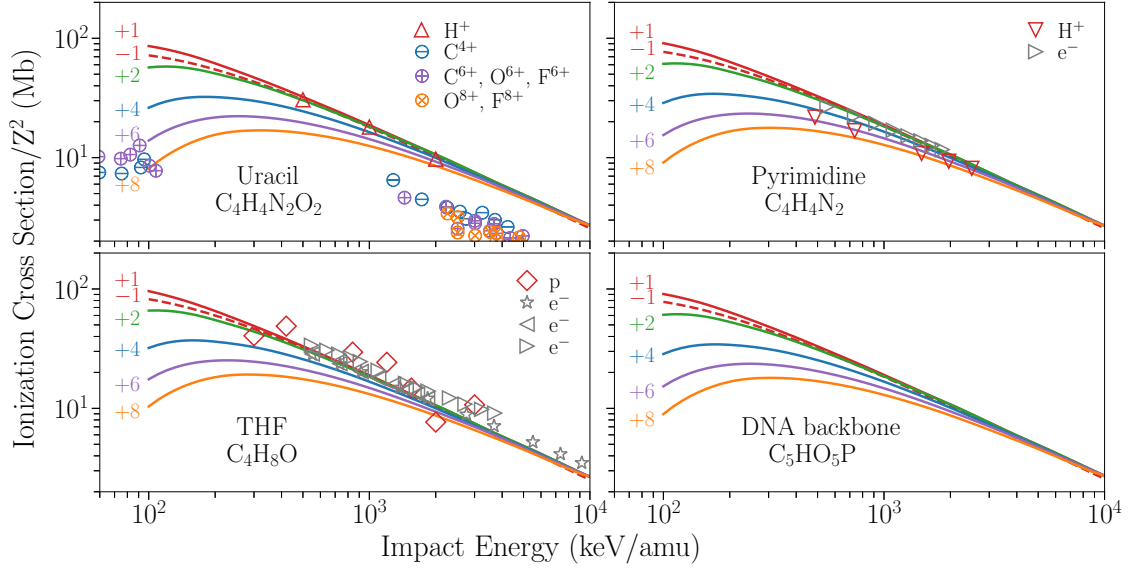 Ionization Cross Section/Z² (Mb)
10²
10¹
+1
−1
+2
+4
+6
+8
H⁺
C⁴⁺
C⁶⁺, O⁶⁺, F⁶⁺
O⁸⁺, F⁸⁺
Uracil
C₄H₄N₂O₂
+1
−1
+2
+4
+6
+8
H⁺
e⁻
Pyrimidine
C₄H₄N₂
10²
10¹
+1
−1
+2
+4
+6
+8
p
e⁻
e⁻
e⁻
THF
C₄H₈O
10² 10³ 10⁴
+1
−1
+2
+4
+6
+8
DNA backbone
C₅HO₅P
10² 10³ 10⁴
Impact Energy (keV/amu)